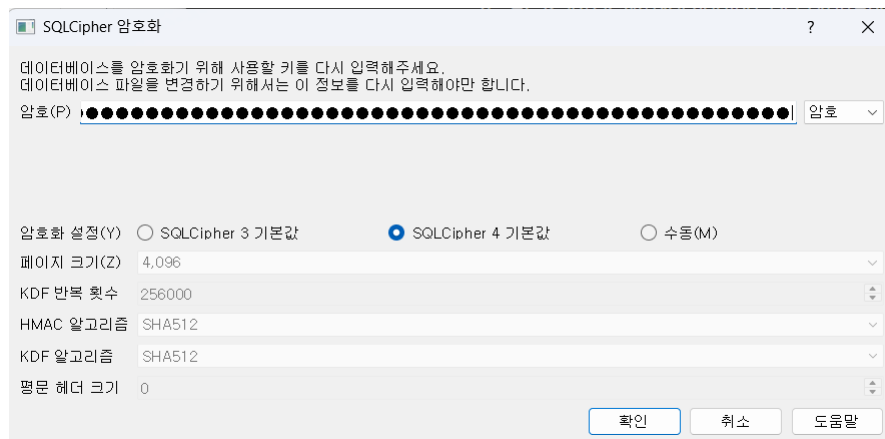 SQLCipher 암호화
데이터베이스를 암호화기 위해 사용할 키를 다시 입력해주세요.
데이터베이스 파일을 변경하기 위해서는 이 정보를 다시 입력해야만 합니다.
암호(P) 암호
암호화 설정(Y) SQLCipher 3 기본값 SQLCipher 4 기본값 수동(M)
페이지 크기(Z) 4,096
KDF 반복 횟수 256000
HMAC 알고리즘 SHA512
KDF 알고리즘 SHA512
평문 헤더 크기 0
확인 취소 도움말